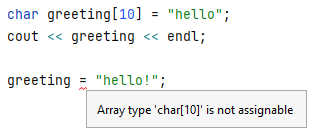 char greeting[10] = "hello";
cout << greeting << endl;
greeting = "hello!";
Array type 'char[10]' is not assignable